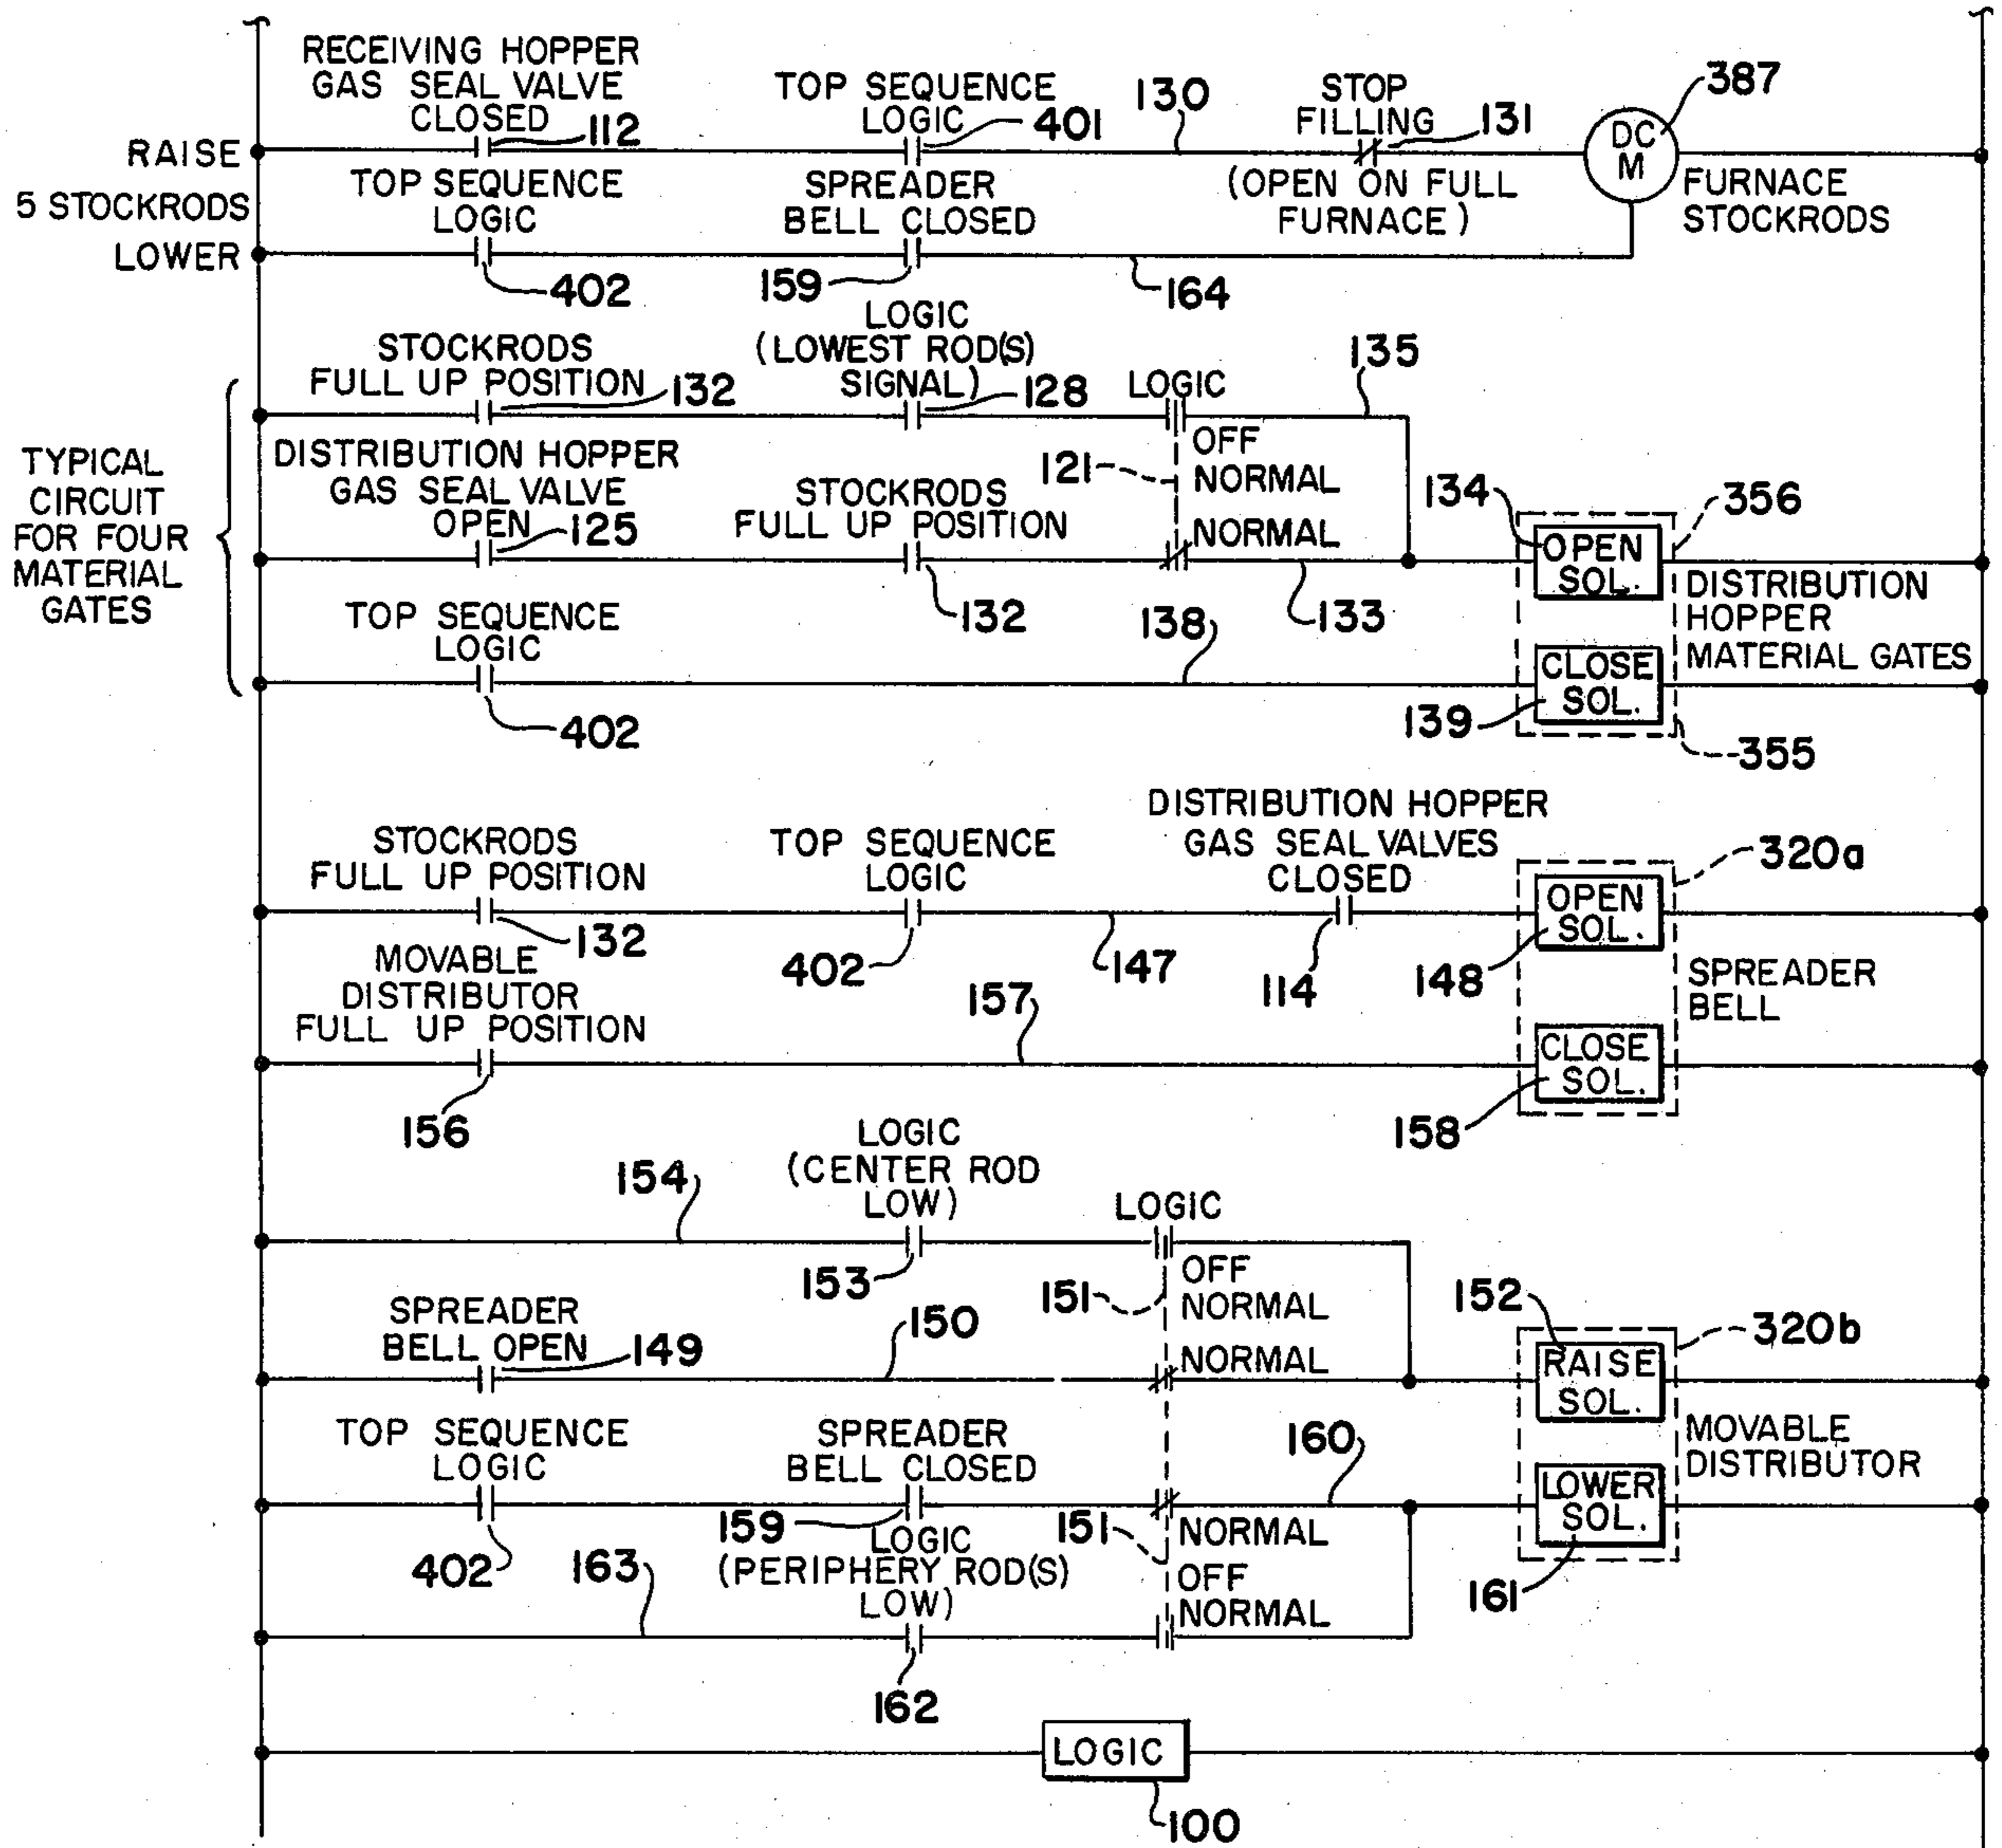 RECEIVING HOPPER
GAS SEAL VALVE
CLOSED
112
TOP SEQUENCE
LOGIC
401
130
STOP
FILLING
131
387
RAISE
DC
M
5 STOCKRODS
TOP SEQUENCE
LOGIC
SPREADER
BELL CLOSED
(OPEN ON FULL
FURNACE)
FURNACE
STOCKRODS
LOWER
402
159
164
STOCKRODS
FULL UP POSITION
132
LOGIC
(LOWEST ROD(S)
SIGNAL)
128
LOGIC
135
TYPICAL
CIRCUIT
FOR FOUR
MATERIAL
GATES
DISTRIBUTION HOPPER
GAS SEAL VALVE
OPEN
125
STOCKRODS
FULL UP POSITION
132
121
OFF
NORMAL
NORMAL
133
134
356
OPEN
SOL.
DISTRIBUTION
HOPPER
MATERIAL GATES
TOP SEQUENCE
LOGIC
402
138
CLOSE
SOL.
139
355
STOCKRODS
FULL UP POSITION
132
TOP SEQUENCE
LOGIC
402
147
DISTRIBUTION HOPPER
GAS SEAL VALVES
CLOSED
114
320a
OPEN
SOL.
148
SPREADER
BELL
MOVABLE
DISTRIBUTOR
FULL UP POSITION
156
157
CLOSE
SOL.
158
154
LOGIC
(CENTER ROD
LOW)
153
LOGIC
151
OFF
NORMAL
SPREADER
BELL OPEN
149
150
NORMAL
152
320b
RAISE
SOL.
MOVABLE
DISTRIBUTOR
TOP SEQUENCE
LOGIC
402
SPREADER
BELL CLOSED
159
160
151
NORMAL
LOWER
SOL.
161
163
LOGIC
(PERIPHERY ROD(S)
LOW)
162
OFF
NORMAL
LOGIC
100